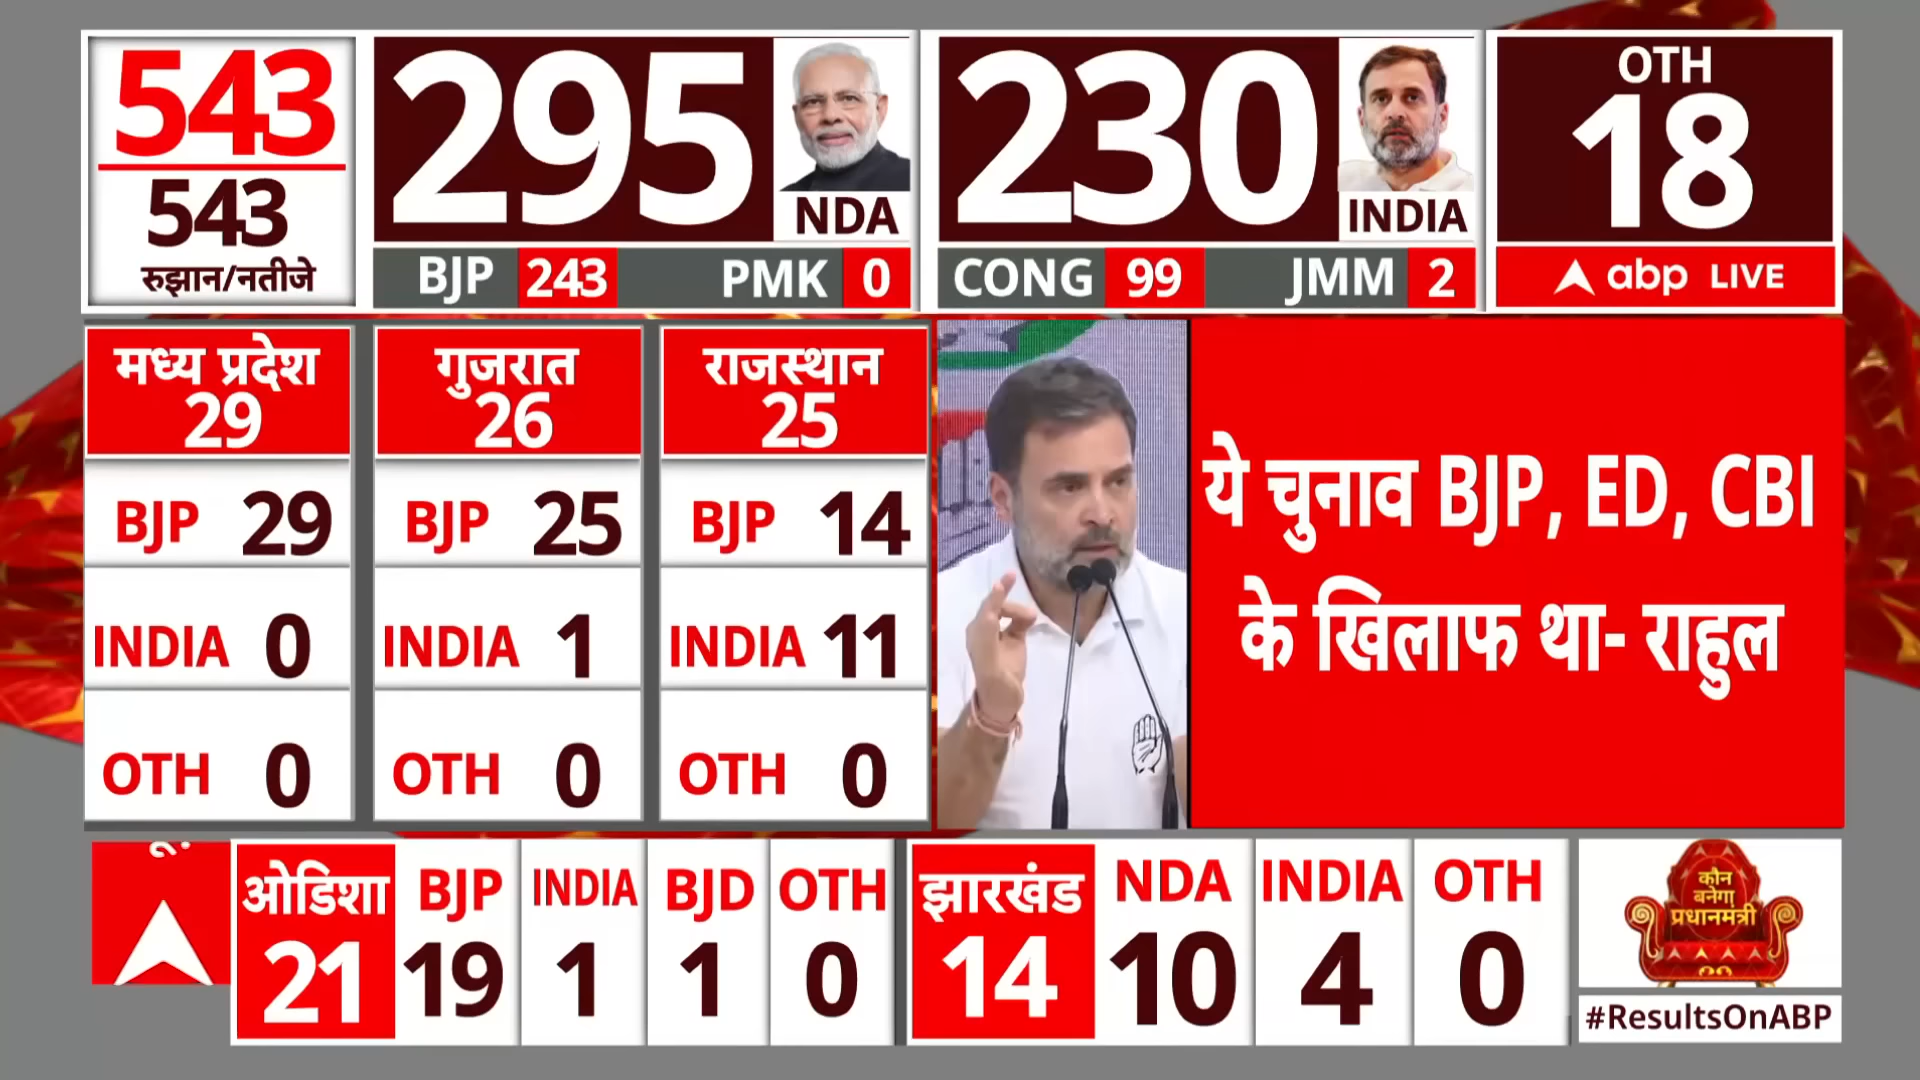 543
543
रुझान/नतीजे
295
NDA
BJP 243 PMK 0
230
INDIA
CONG 99 JMM 2
OTH
18
abp LIVE
मध्य प्रदेश
29
BJP 29
INDIA 0
OTH 0
गुजरात
26
BJP 25
INDIA 1
OTH 0
राजस्थान
25
BJP 14
INDIA 11
OTH 0
ये चुनाव BJP, ED, CBI
के खिलाफ था- राहुल
ओडिशा BJP INDIA BJD OTH
21 19 1 1 0
झारखंड NDA INDIA OTH
14 10 4 0
कौन
बनेगा
प्रधानमंत्री
#ResultsOnABP